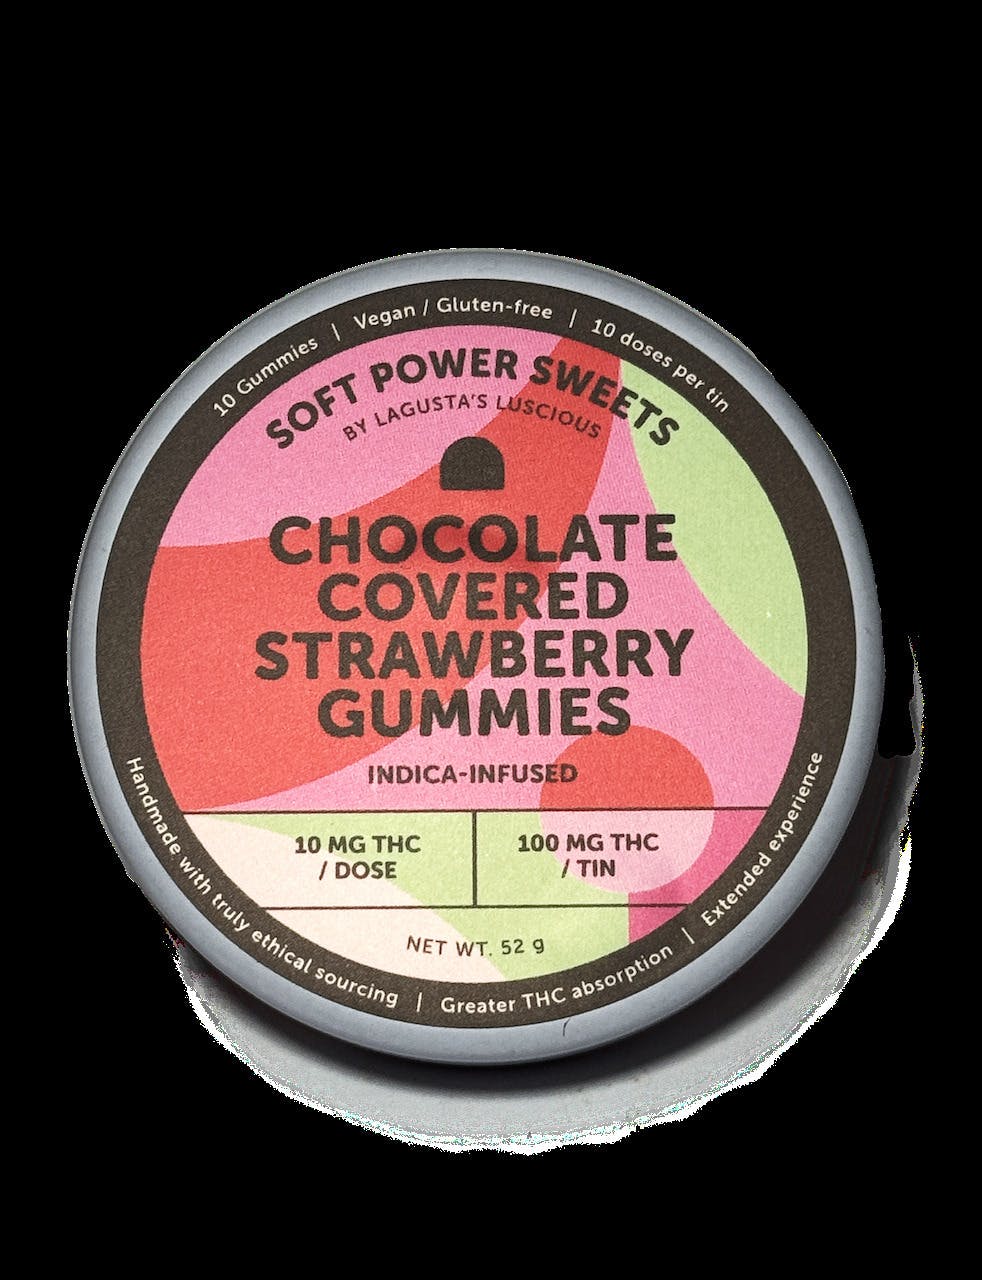 10 Gummies | Vegan / Gluten-free | 10 doses per tin
SOFT POWER SWEETS
BY LAGUSTA'S LUSCIOUS
CHOCOLATE
COVERED
STRAWBERRY
GUMMIES
INDICA-INFUSED
10 MG THC
/ DOSE
100 MG THC
/ TIN
NET WT. 52 g
Handmade with truly ethical sourcing | Greater THC absorption | Extended experience